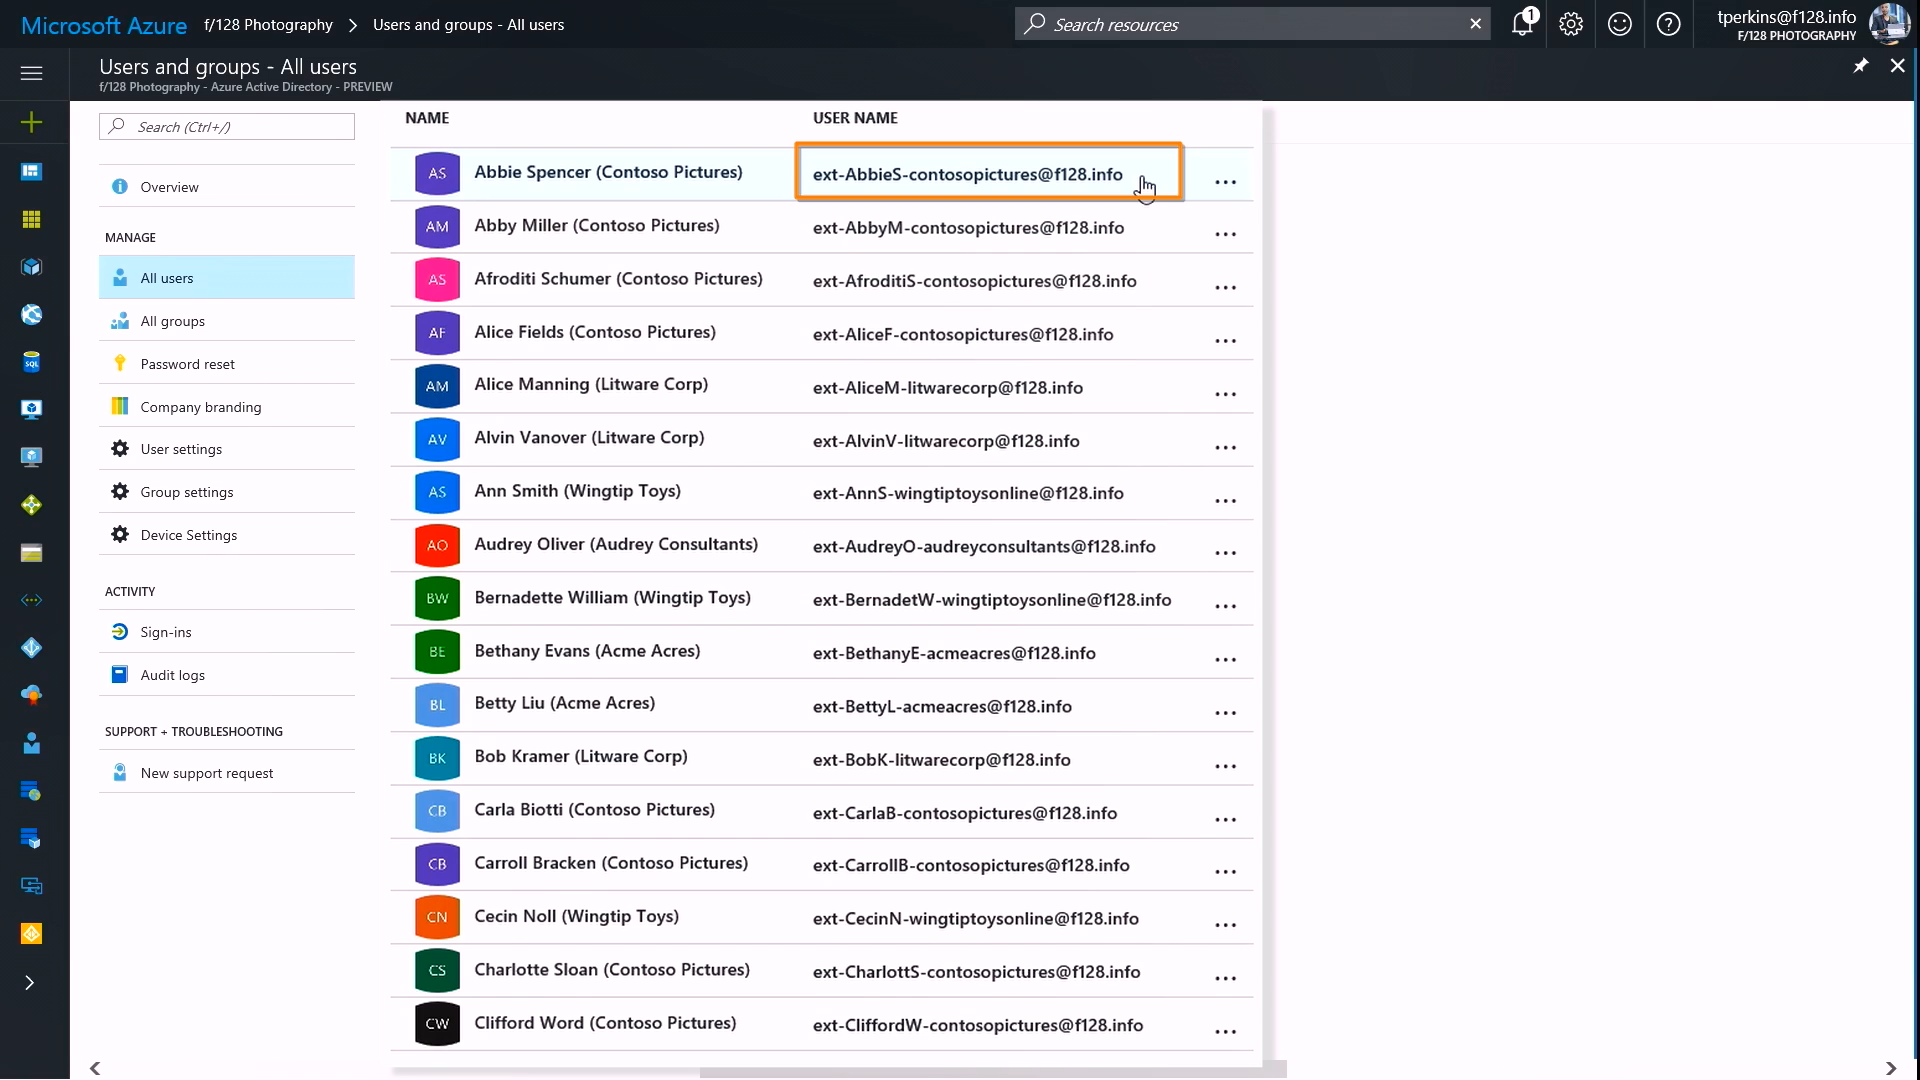 Microsoft Azure f/128 Photography > Users and groups - All users
Search resources
1
tperkins@f128.info
F/128 PHOTOGRAPHY
Users and groups - All users
f/128 Photography - Azure Active Directory - PREVIEW
Search (Ctrl+/)
Overview
MANAGE
All users
All groups
Password reset
Company branding
User settings
Group settings
Device Settings
ACTIVITY
Sign-ins
Audit logs
SUPPORT + TROUBLESHOOTING
New support request
SQL
NAME USER NAME
AS Abbie Spencer (Contoso Pictures) ext-AbbieS-contosopictures@f128.info ...
AM Abby Miller (Contoso Pictures) ext-AbbyM-contosopictures@f128.info ...
AS Afroditi Schumer (Contoso Pictures) ext-AfroditiS-contosopictures@f128.info ...
AF Alice Fields (Contoso Pictures) ext-AliceF-contosopictures@f128.info ...
AM Alice Manning (Litware Corp) ext-AliceM-litwarecorp@f128.info ...
AV Alvin Vanover (Litware Corp) ext-AlvinV-litwarecorp@f128.info ...
AS Ann Smith (Wingtip Toys) ext-AnnS-wingtiptoysonline@f128.info ...
AO Audrey Oliver (Audrey Consultants) ext-AudreyO-audreyconsultants@f128.info ...
BW Bernadette William (Wingtip Toys) ext-BernadetW-wingtiptoysonline@f128.info ...
BE Bethany Evans (Acme Acres) ext-BethanyE-acmeacres@f128.info ...
BL Betty Liu (Acme Acres) ext-BettyL-acmeacres@f128.info ...
BK Bob Kramer (Litware Corp) ext-BobK-litwarecorp@f128.info ...
CB Carla Biotti (Contoso Pictures) ext-CarlaB-contosopictures@f128.info ...
CB Carroll Bracken (Contoso Pictures) ext-CarrollB-contosopictures@f128.info ...
CN Cecin Noll (Wingtip Toys) ext-CecinN-wingtiptoysonline@f128.info ...
CS Charlotte Sloan (Contoso Pictures) ext-CharlottS-contosopictures@f128.info ...
CW Clifford Word (Contoso Pictures) ext-CliffordW-contosopictures@f128.info ...